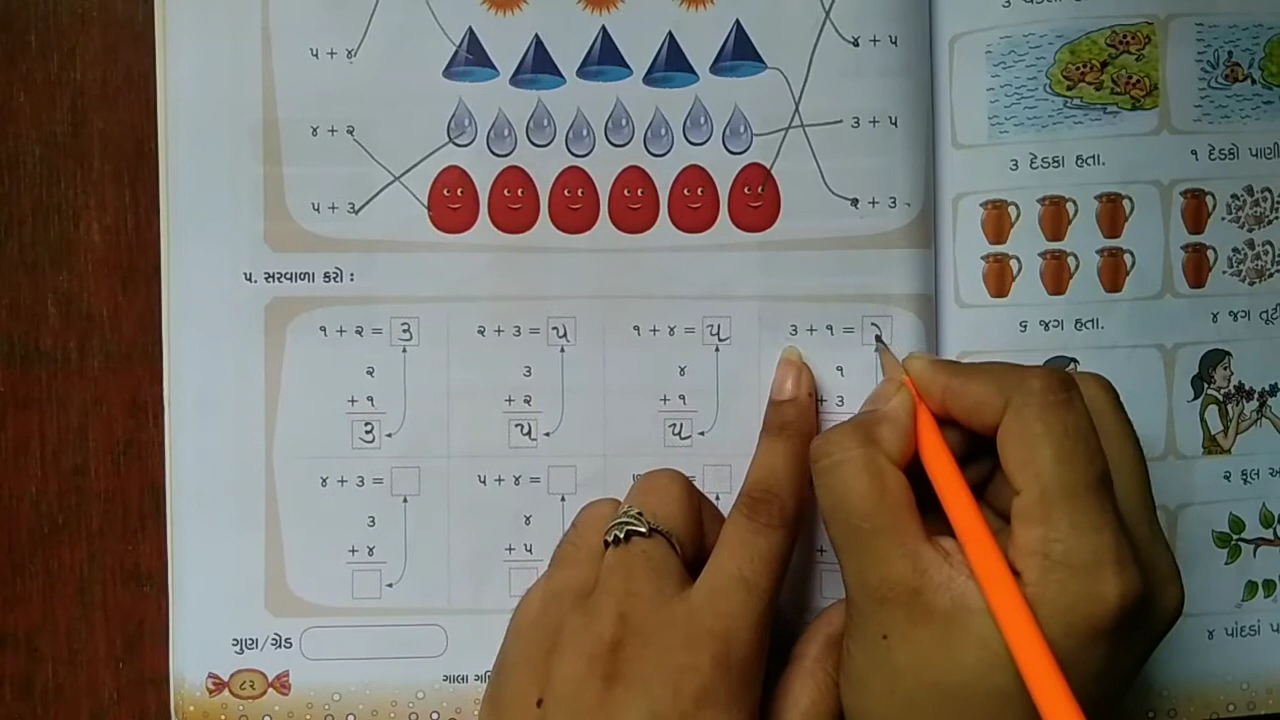 ૫ + ૪
૪ + ૫
૪ + ૨
૩ + ૫
૫ + ૩
૨ + ૩
૫. સરવાળા કરો :
૧ + ૨ = ૩
૨ + ૩ = ૫
૧ + ૪ = ૫
૩ + ૧ =
૨
૩
૪
૧
+ ૧
+ ૨
+ ૧
+ ૩
૩
૫
૫
૪ + ૩ =
૫ + ૪ =
૩
૪
+ ૪
+ ૫
ગુણ/ગ્રેડ
૮૨
ગાલા
૩ દેડકા હતા.
૧ દેડકો પાણી
૬ જગ હતા.
૪ જગ તૂટી
૨ ફૂલ
૪ પાંદડાં